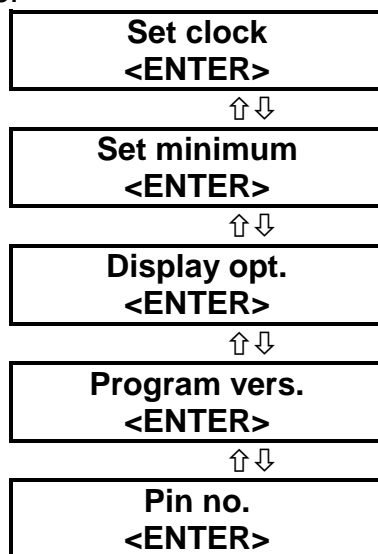 Set clock
<ENTER>
⇧⇩
Set minimum
<ENTER>
⇧⇩
Display opt.
<ENTER>
⇧⇩
Program vers.
<ENTER>
⇧⇩
Pin no.
<ENTER>